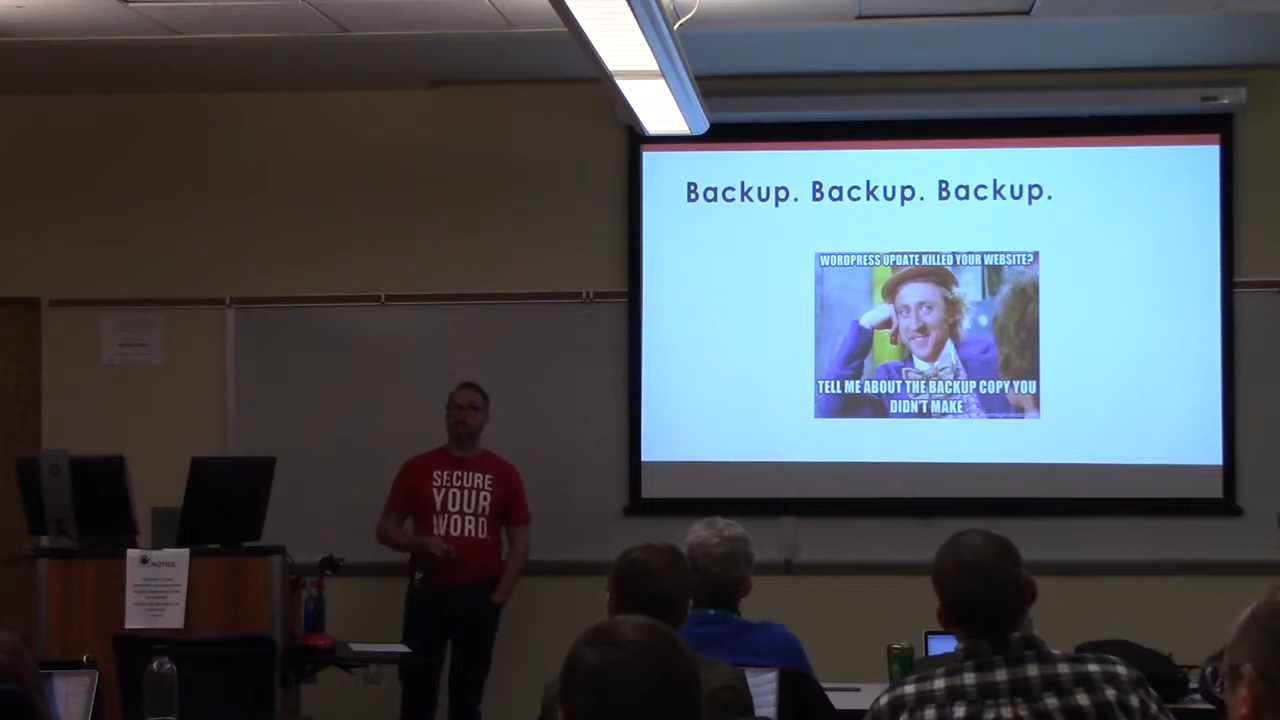 Backup. Backup. Backup.
WORDPRESS UPDATE KILLED YOUR WEBSITE?
TELL ME ABOUT THE BACKUP COPY YOU
DIDN'T MAKE
SECURE
YOUR
WORD
NOTICE